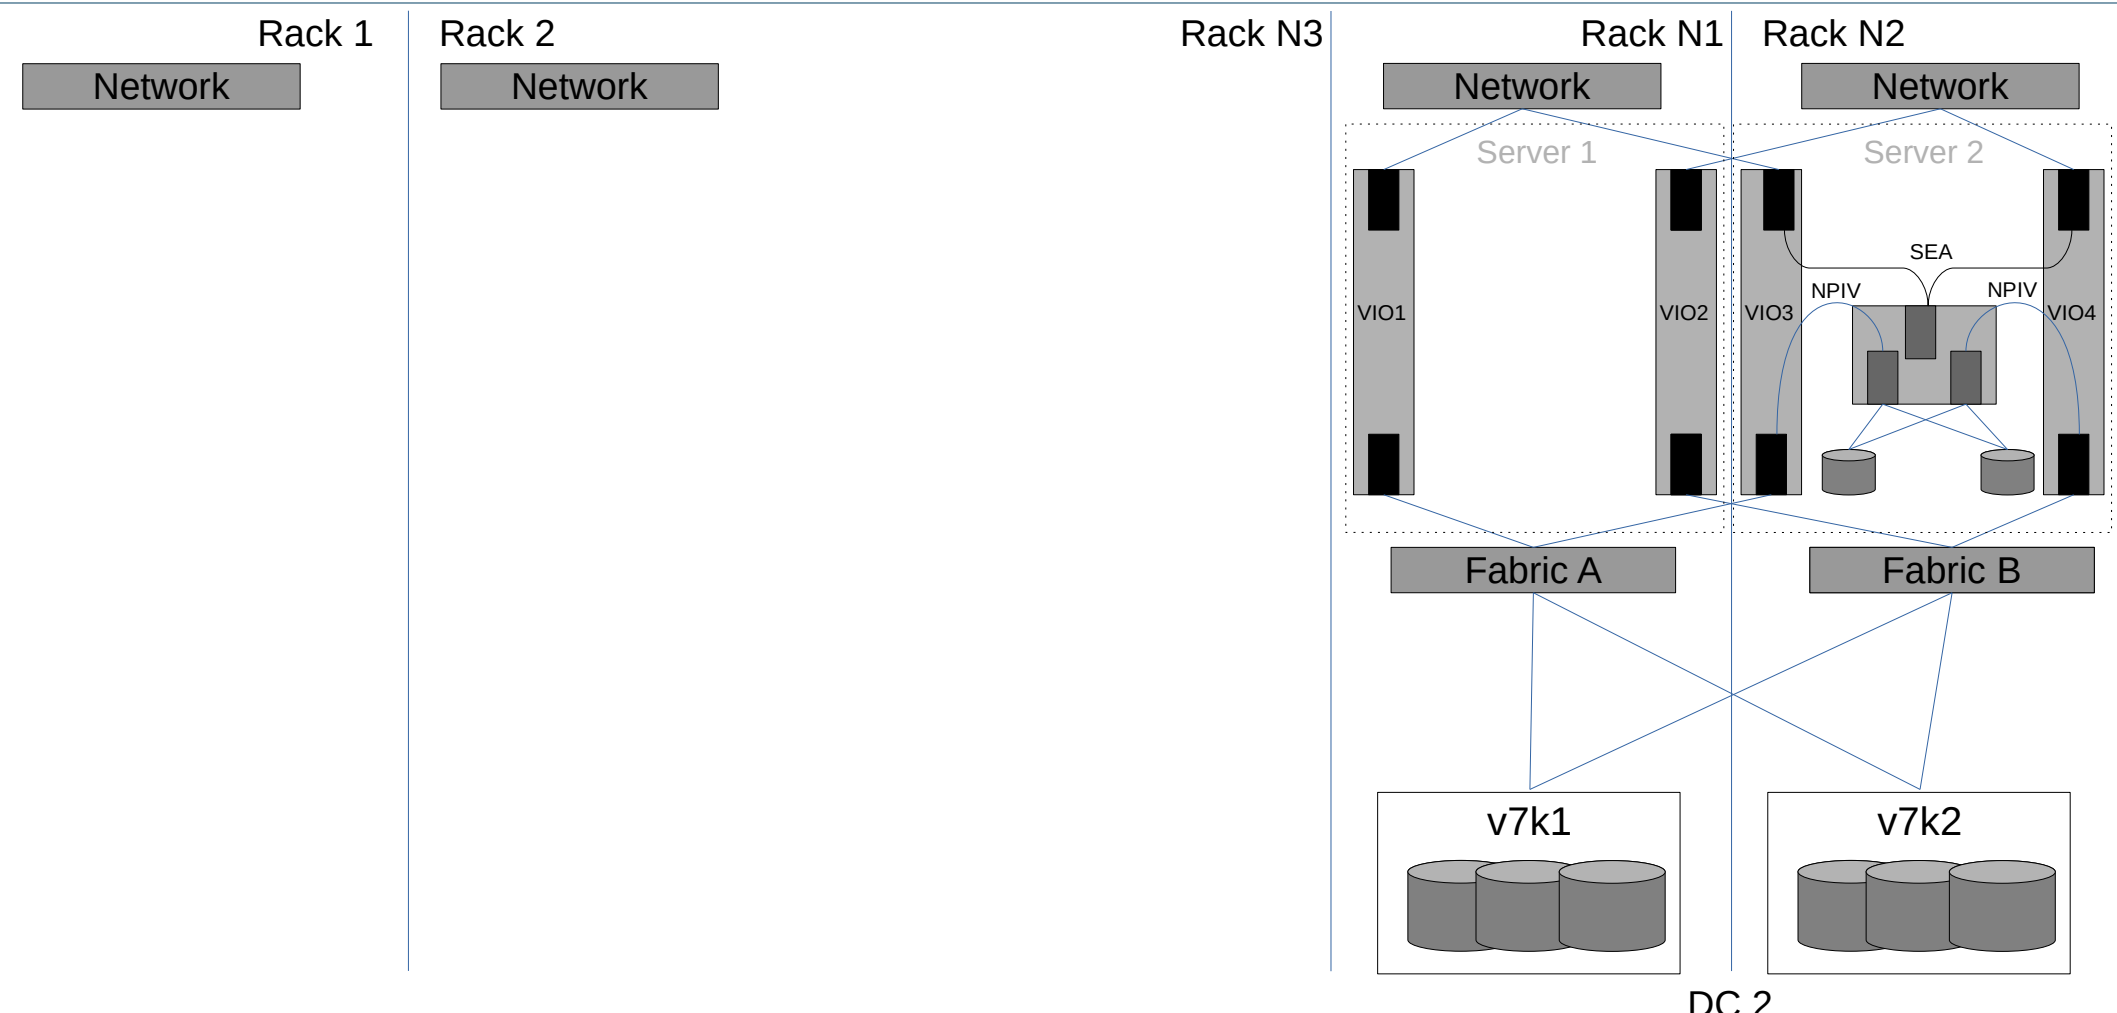 Rack 1
Rack 2
Rack N3
Rack N1
Rack N2
Network
Network
Network
Network
Server 1
Server 2
SEA
NPIV
NPIV
VIO1
VIO2
VIO3
VIO4
Fabric A
Fabric B
v7k1
v7k2
DC 2